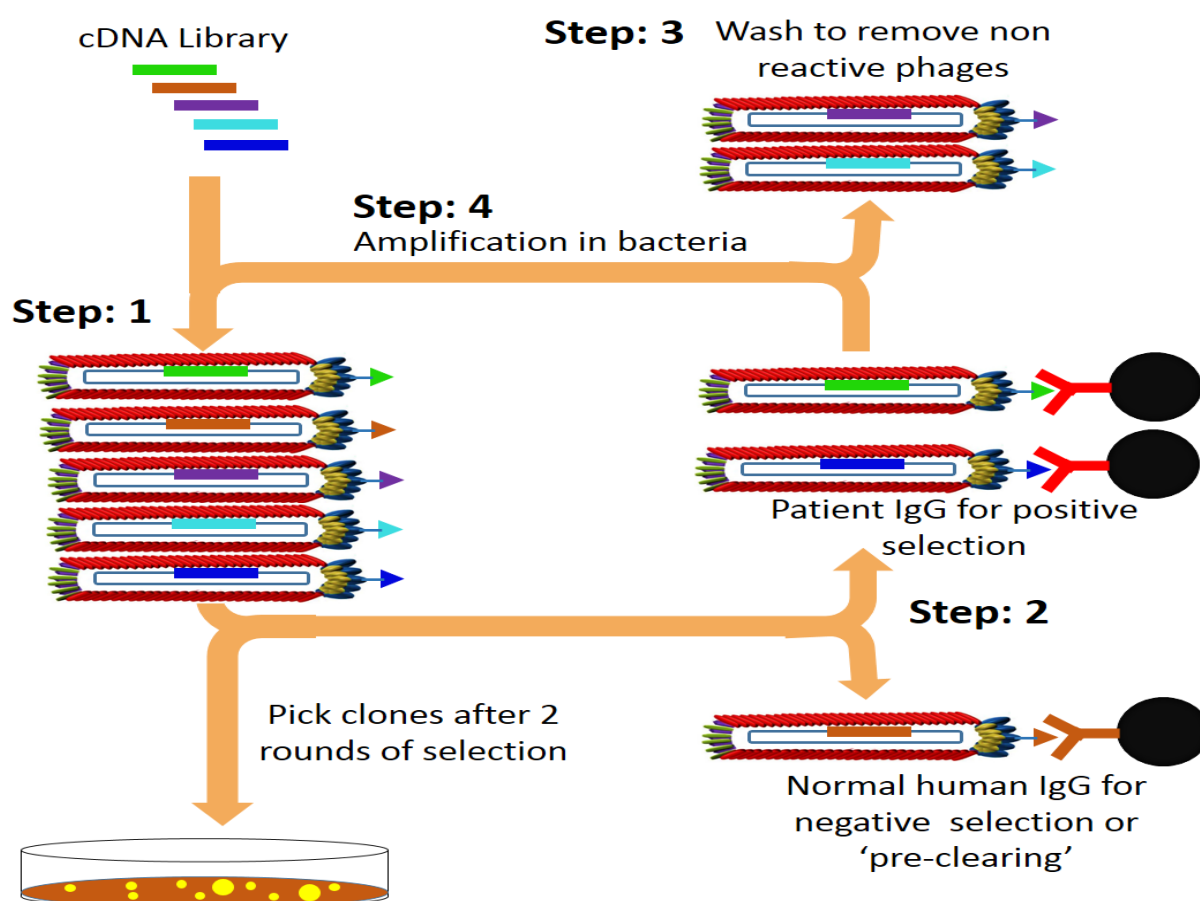 cDNA Library
Step: 3
Wash to remove non
reactive phages
Step: 4
Amplification in bacteria
Step: 1
Patient IgG for positive
selection
Step: 2
Pick clones after 2
rounds of selection
Normal human IgG for
negative selection or
‘pre-clearing’